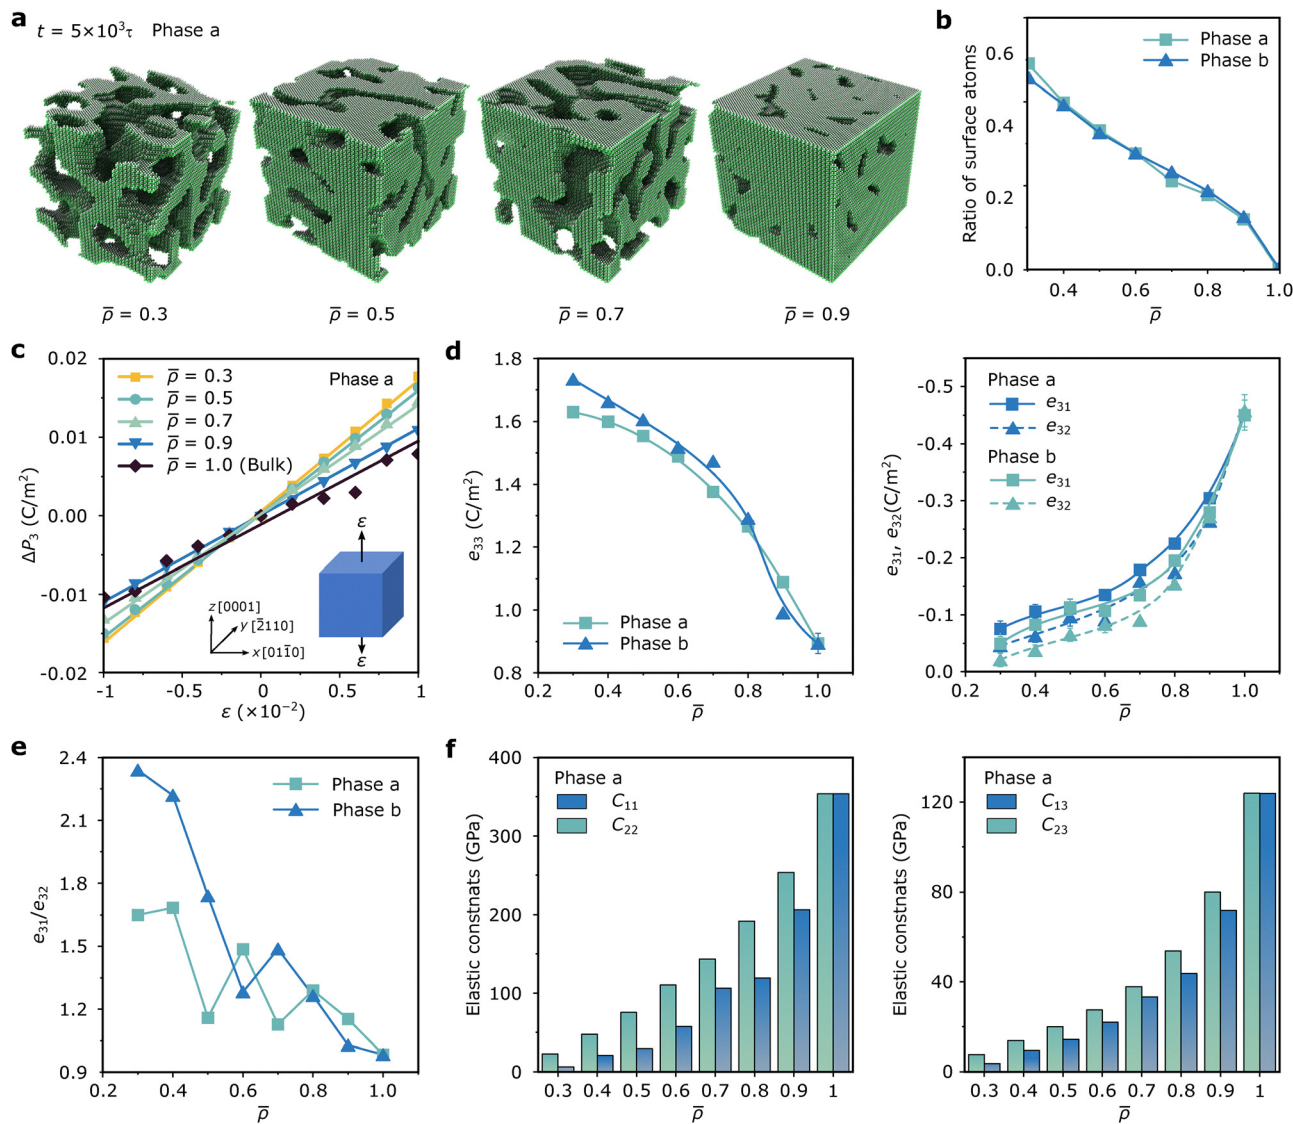 a
t = 5×10³τ Phase a
ρ̅ = 0.3
ρ̅ = 0.5
ρ̅ = 0.7
ρ̅ = 0.9
b
Phase a
Phase b
Ratio of surface atoms
0.6
0.4
0.2
0.0
0.4 0.6 0.8 1.0
ρ̅
c
ρ̅ = 0.3
ρ̅ = 0.5
ρ̅ = 0.7
ρ̅ = 0.9
ρ̅ = 1.0 (Bulk)
Phase a
ΔP₃ (C/m²)
0.02
0.01
0.00
-0.01
-0.02
ε
ε
z [0001]
y [2̅110]
x [011̅0]
-1 -0.5 0 0.5 1
ε (×10⁻²)
d
e₃₃ (C/m²)
1.8
1.6
1.4
1.2
1.0
0.8
Phase a
Phase b
0.2 0.4 0.6 0.8 1.0
ρ̅
e₃₁, e₃₂(C/m²)
-0.5
-0.4
-0.3
-0.2
-0.1
0.0
Phase a
e₃₁
e₃₂
Phase b
e₃₁
e₃₂
0.2 0.4 0.6 0.8 1.0
ρ̅
e
e₃₁/e₃₂
2.4
2.1
1.8
1.5
1.2
0.9
Phase a
Phase b
0.2 0.4 0.6 0.8 1.0
ρ̅
f
Elastic constnats (GPa)
400
300
200
100
0
Phase a
C₁₁
C₂₂
0.3 0.4 0.5 0.6 0.7 0.8 0.9 1
ρ̅
Elastic constnats (GPa)
120
80
40
0
Phase a
C₁₃
C₂₃
0.3 0.4 0.5 0.6 0.7 0.8 0.9 1
ρ̅